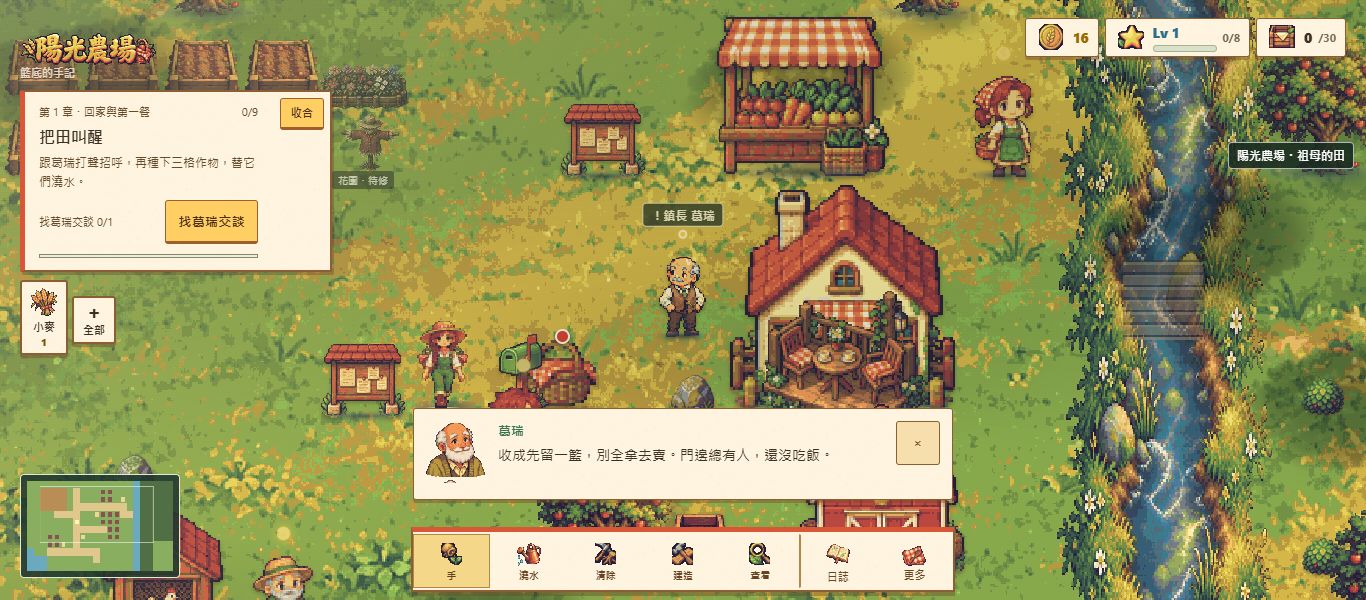 陽光農場
籃底的手記
第 1 章 · 回家與第一餐
0/9
收合
把田叫醒
跟葛瑞打聲招呼，再種下三格作物，替它
們澆水。
找葛瑞交談 0/1
找葛瑞交談
小麥
1
+
全部
花圃 · 待修
! 鎮長 葛瑞
16
Lv 1
0/8
0 /30
陽光農場 · 祖母的田
葛瑞
收成先留一籃，別全拿去賣。門邊總有人，還沒吃飯。
×
手
澆水
清除
建造
查看
日誌
更多